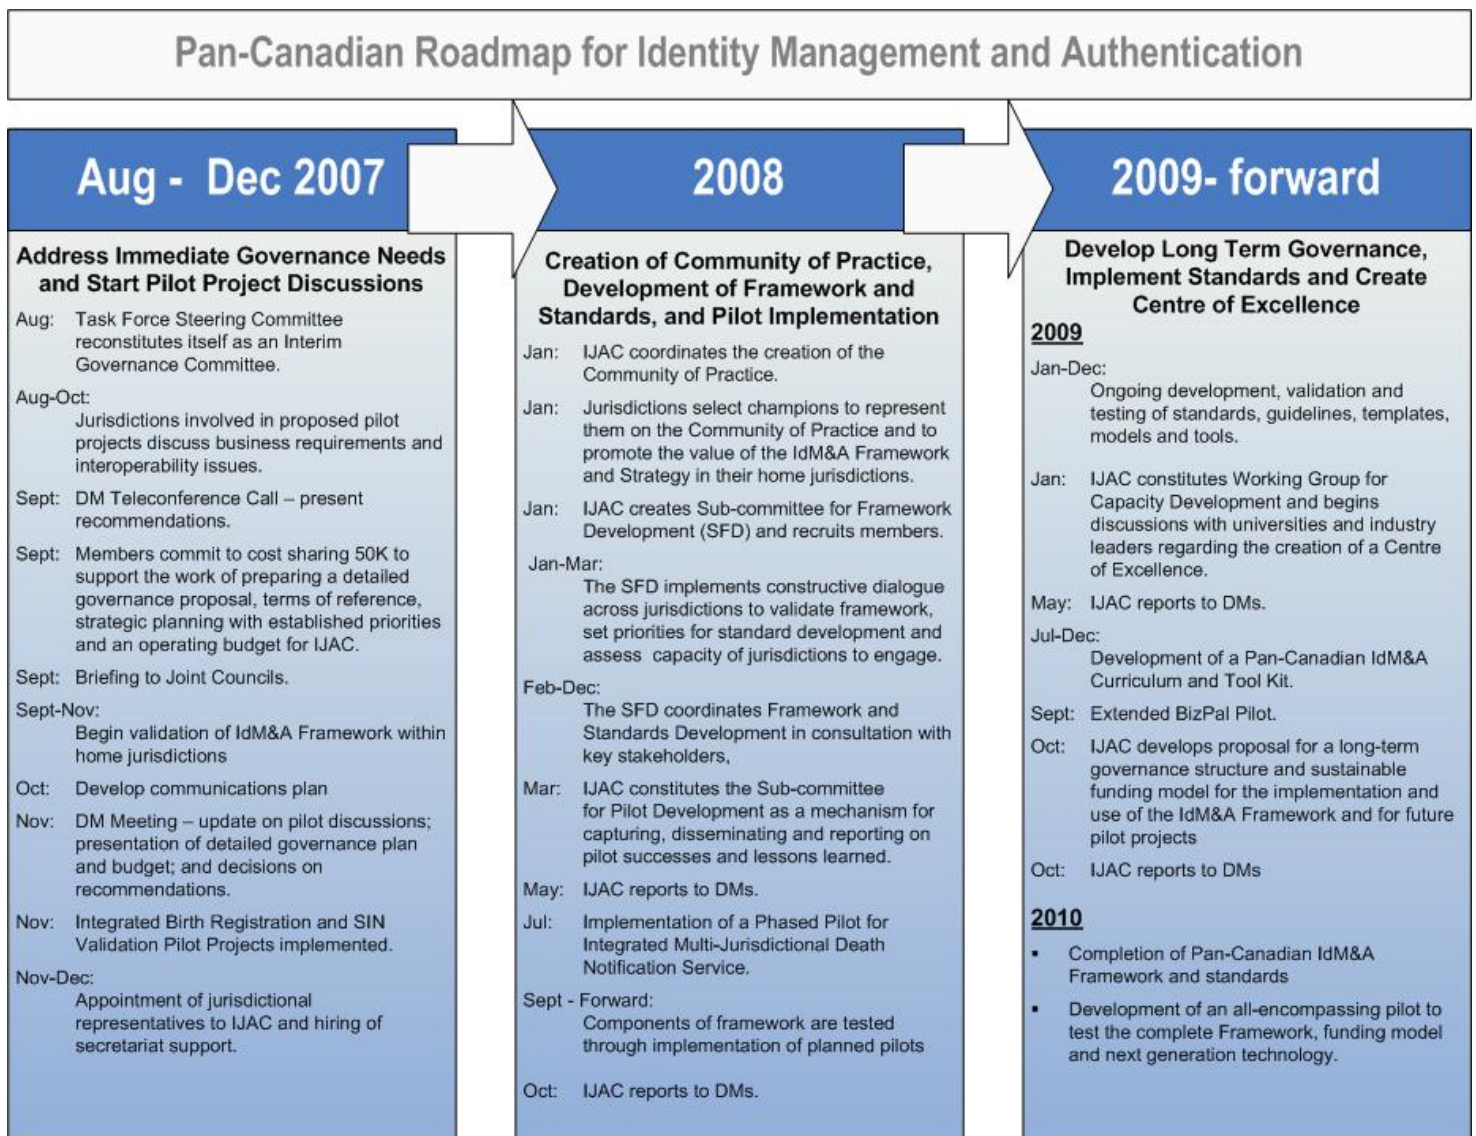 Pan-Canadian Roadmap for Identity Management and Authentication
Aug - Dec 2007
Address Immediate Governance Needs
and Start Pilot Project Discussions
Aug: Task Force Steering Committee
reconstitutes itself as an Interim
Governance Committee.
Aug-Oct:
Jurisdictions involved in proposed pilot
projects discuss business requirements and
interoperability issues.
Sept: DM Teleconference Call – present
recommendations.
Sept: Members commit to cost sharing 50K to
support the work of preparing a detailed
governance proposal, terms of reference,
strategic planning with established priorities
and an operating budget for IJAC.
Sept: Briefing to Joint Councils.
Sept-Nov:
Begin validation of IdM&A Framework within
home jurisdictions
Oct: Develop communications plan
Nov: DM Meeting – update on pilot discussions;
presentation of detailed governance plan
and budget; and decisions on
recommendations.
Nov: Integrated Birth Registration and SIN
Validation Pilot Projects implemented.
Nov-Dec:
Appointment of jurisdictional
representatives to IJAC and hiring of
secretariat support.
2008
Creation of Community of Practice,
Development of Framework and
Standards, and Pilot Implementation
Jan: IJAC coordinates the creation of the
Community of Practice.
Jan: Jurisdictions select champions to represent
them on the Community of Practice and to
promote the value of the IdM&A Framework
and Strategy in their home jurisdictions.
Jan: IJAC creates Sub-committee for Framework
Development (SFD) and recruits members.
Jan-Mar:
The SFD implements constructive dialogue
across jurisdictions to validate framework,
set priorities for standard development and
assess capacity of jurisdictions to engage.
Feb-Dec:
The SFD coordinates Framework and
Standards Development in consultation with
key stakeholders,
Mar: IJAC constitutes the Sub-committee
for Pilot Development as a mechanism for
capturing, disseminating and reporting on
pilot successes and lessons learned.
May: IJAC reports to DMs.
Jul: Implementation of a Phased Pilot for
Integrated Multi-Jurisdictional Death
Notification Service.
Sept - Forward:
Components of framework are tested
through implementation of planned pilots
Oct: IJAC reports to DMs.
2009- forward
Develop Long Term Governance,
Implement Standards and Create
Centre of Excellence
2009
Jan-Dec:
Ongoing development, validation and
testing of standards, guidelines, templates,
models and tools.
Jan: IJAC constitutes Working Group for
Capacity Development and begins
discussions with universities and industry
leaders regarding the creation of a Centre
of Excellence.
May: IJAC reports to DMs.
Jul-Dec:
Development of a Pan-Canadian IdM&A
Curriculum and Tool Kit.
Sept: Extended BizPal Pilot.
Oct: IJAC develops proposal for a long-term
governance structure and sustainable
funding model for the implementation and
use of the IdM&A Framework and for future
pilot projects
Oct: IJAC reports to DMs
2010
▪ Completion of Pan-Canadian IdM&A
Framework and standards
▪ Development of an all-encompassing pilot to
test the complete Framework, funding model
and next generation technology.